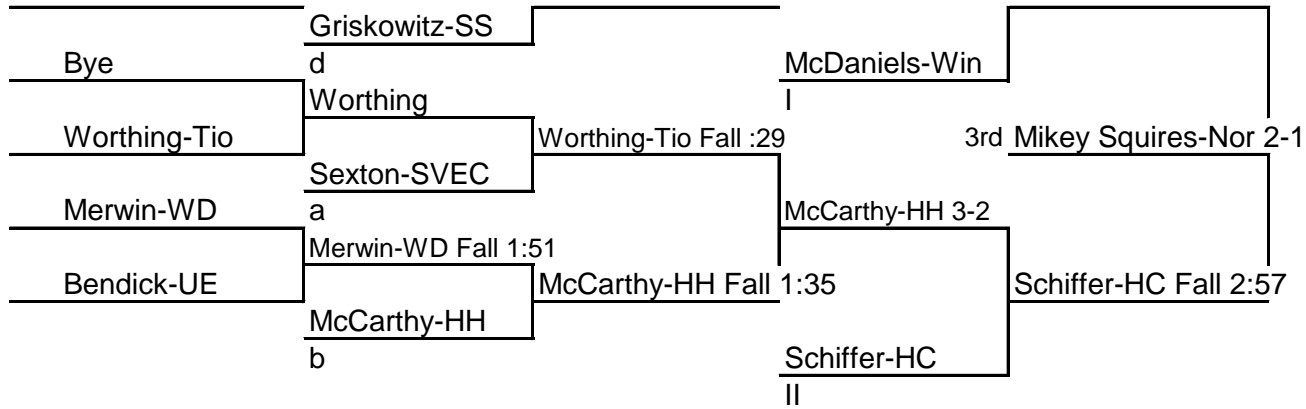 Griskowitz-SS
Bye
d
McDaniels-Win
Worthing
I
Worthing-Tio
Worthing-Tio Fall :29
3rd Mikey Squires-Nor 2-1
Sexton-SVEC
Merwin-WD
a
McCarthy-HH 3-2
Merwin-WD Fall 1:51
Bendick-UE
McCarthy-HH Fall 1:35
Schiffer-HC Fall 2:57
McCarthy-HH
b
Schiffer-HC
II